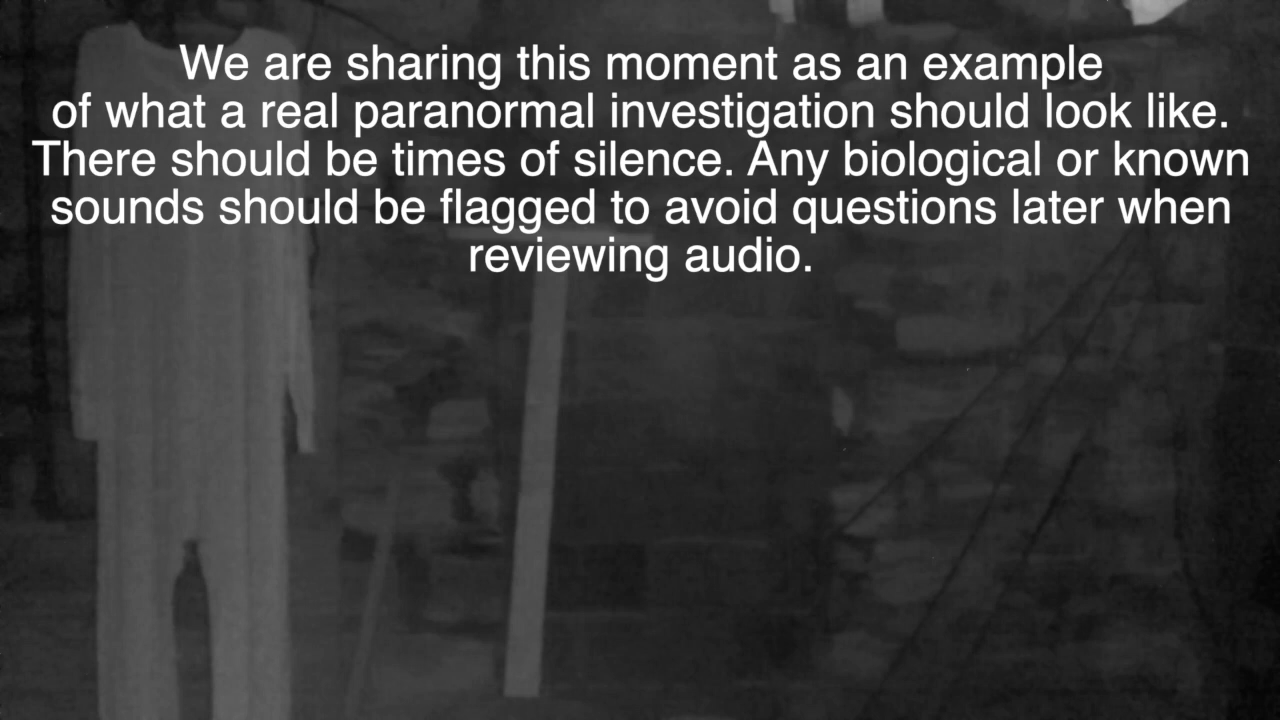 We are sharing this moment as an example
of what a real paranormal investigation should look like.
There should be times of silence. Any biological or known
sounds should be flagged to avoid questions later when
reviewing audio.